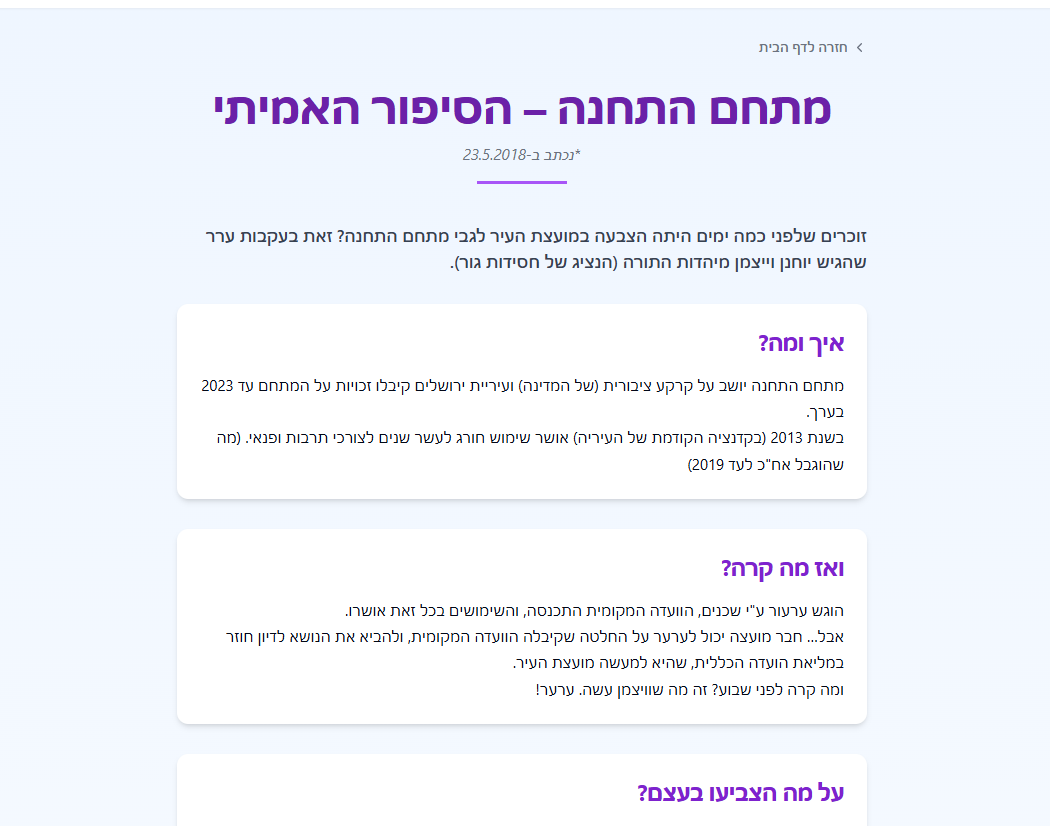 חזרה לדף הבית
מתחם התחנה – הסיפור האמיתי
*נכתב ב-23.5.2018
זוכרים שלפני כמה ימים היתה הצבעה במועצת העיר לגבי מתחם התחנה? זאת בעקבות ערר
שהגיש יוחנן וייצמן מיהדות התורה (הנציג של חסידות גור).
איך ומה?
מתחם התחנה יושב על קרקע ציבורית (של המדינה) ועיריית ירושלים קיבלו זכויות על המתחם עד 2023
בערך.
בשנת 2013 (בקדנציה הקודמת של העיריה) אושר שימוש חורג לעשר שנים לצורכי תרבות ופנאי. (מה
שהוגבל אח"כ לעד 2019)
ואז מה קרה?
הוגש ערעור ע"י שכנים, הוועדה המקומית התכנסה, והשימושים בכל זאת אושרו.
אבל... חבר מועצה יכול לערער על החלטה שקיבלה הוועדה המקומית, ולהביא את הנושא לדיון חוזר
במליאת הועדה הכללית, שהיא למעשה מועצת העיר.
ומה קרה לפני שבוע? זה מה שוויצמן עשה. ערער!
על מה הצביעו בעצם?